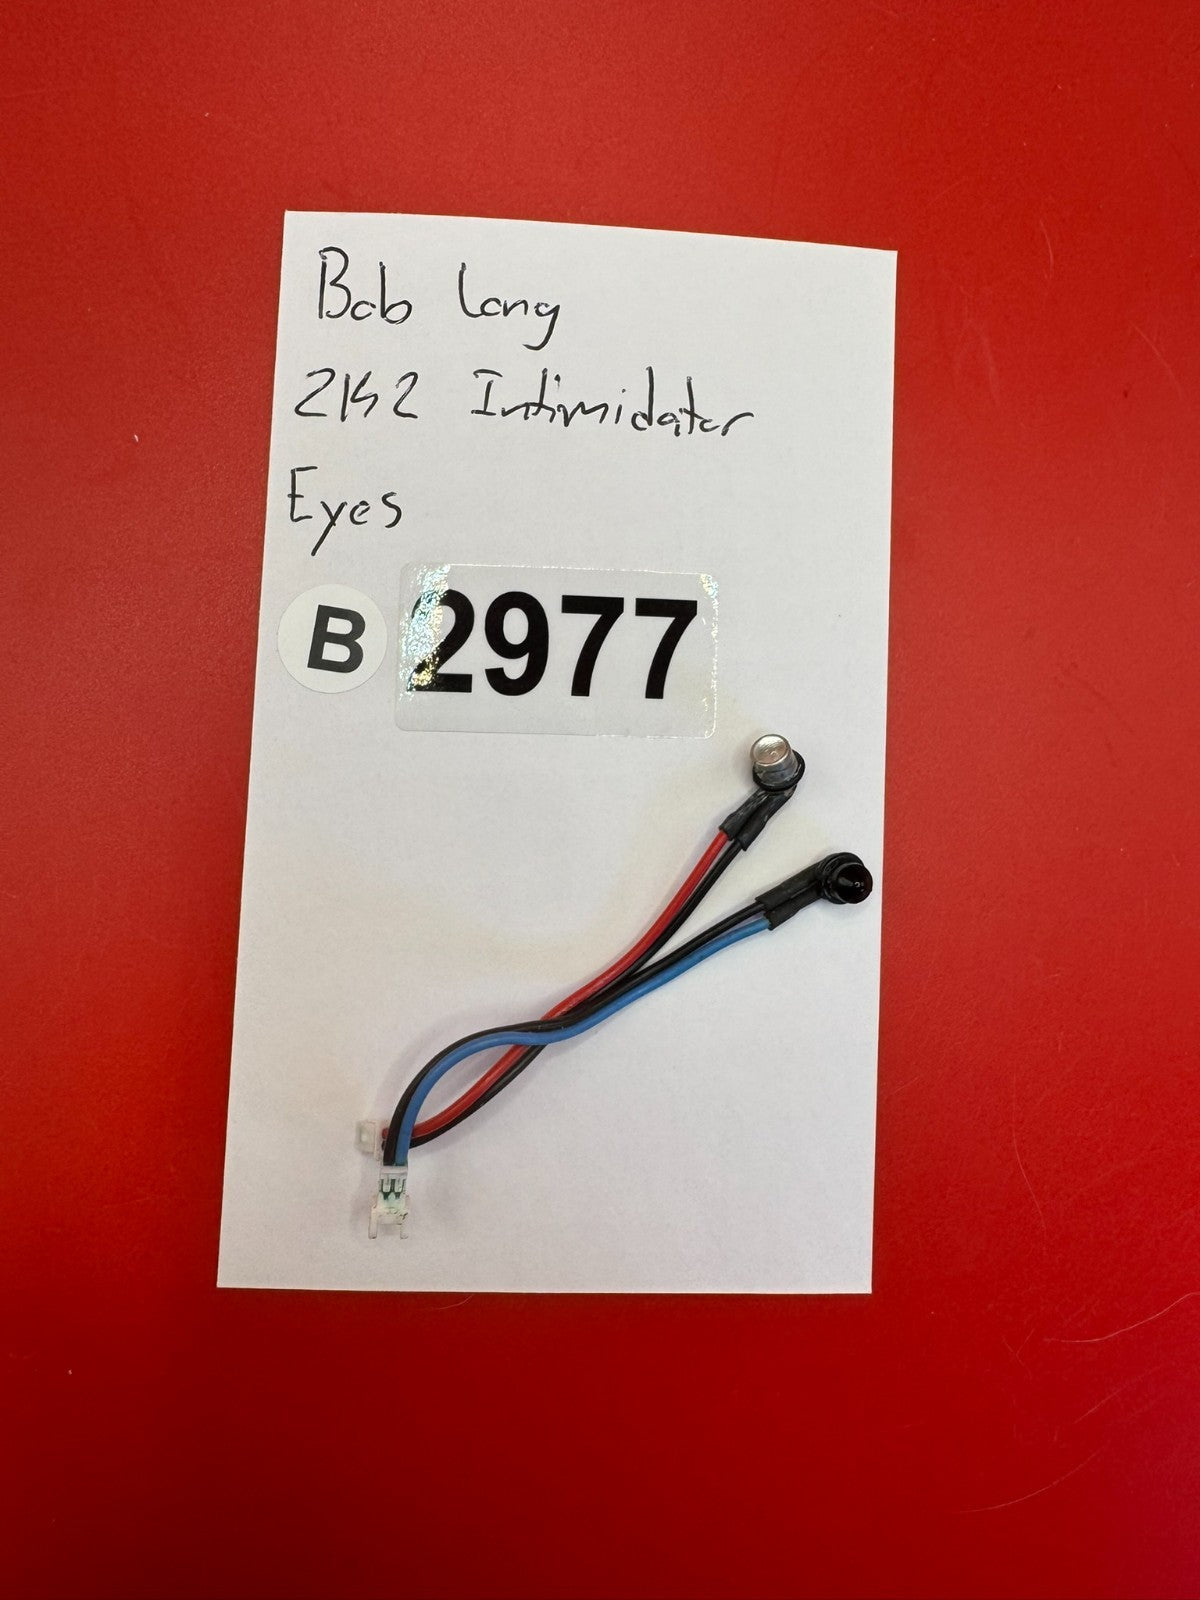 Bob Long
2K2 Intimidator
Eyes
B 2977